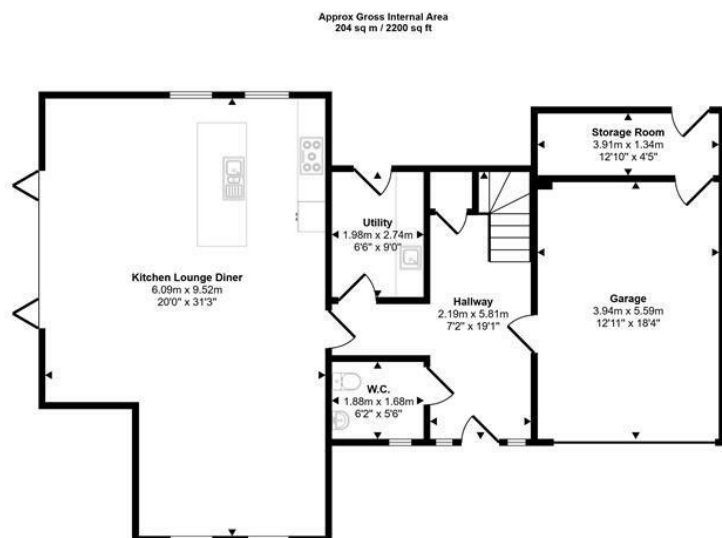 Approx Gross Internal Area
204 sq m / 2200 sq ft
Storage Room
3.91m x 1.34m
12'10" x 4'5"
Utility
1.98m x 2.74m
6'6" x 9'0"
Kitchen Lounge Diner
6.09m x 9.52m
20'0" x 31'3"
Hallway
2.19m x 5.81m
7'2" x 19'1"
Garage
3.94m x 5.59m
12'11" x 18'4"
W.C.
1.88m x 1.68m
6'2" x 5'6"